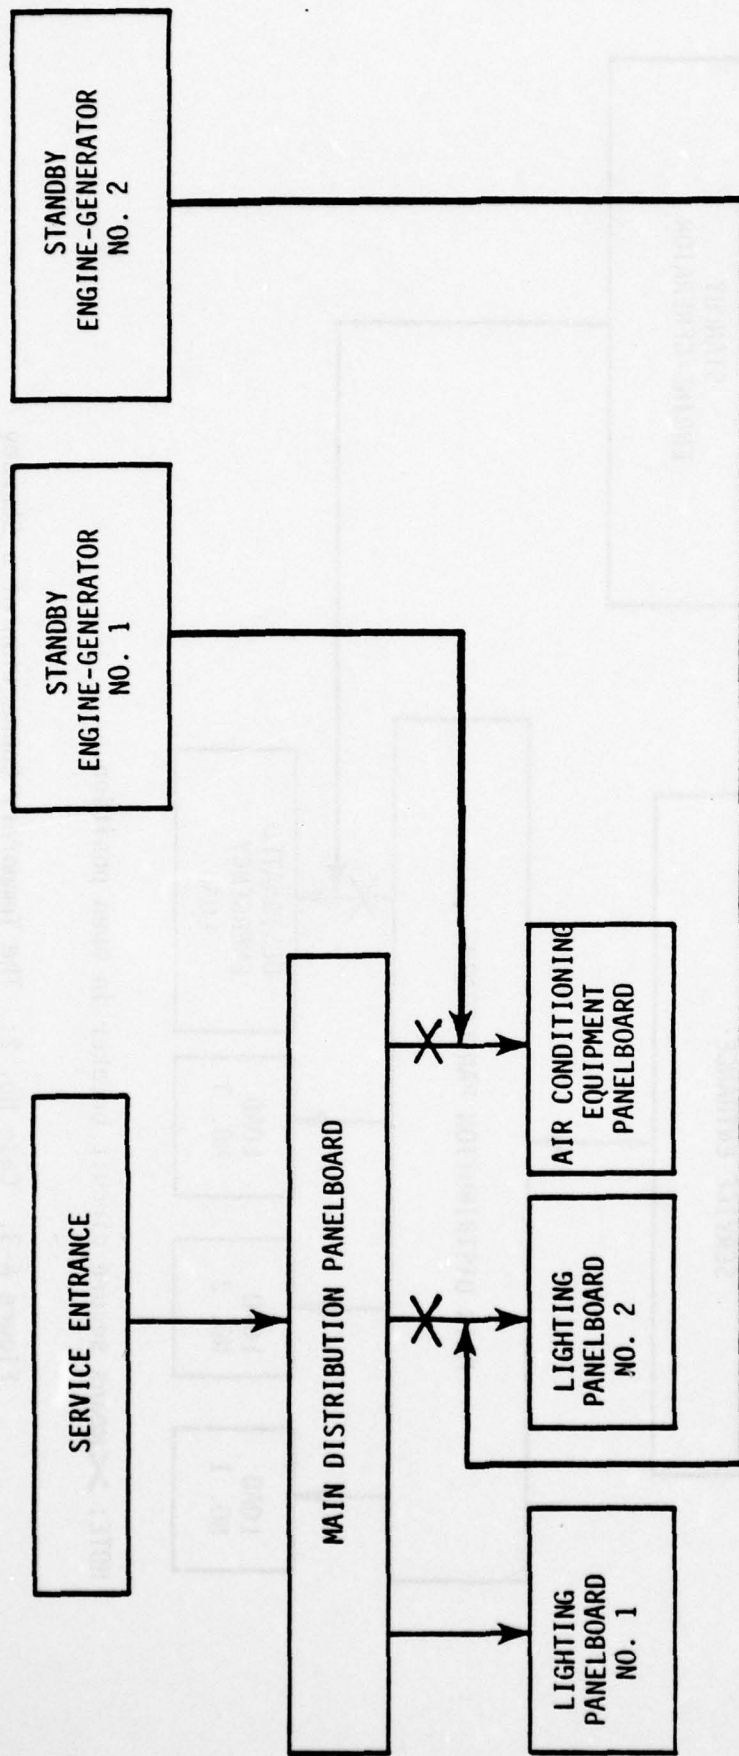 SERVICE ENTRANCE
STANDBY
ENGINE-GENERATOR
NO. 1
STANDBY
ENGINE-GENERATOR
NO. 2
MAIN DISTRIBUTION PANELBOARD
LIGHTING
PANELBOARD
NO. 1
LIGHTING
PANELBOARD
NO. 2
AIR CONDITIONING
EQUIPMENT
PANELBOARD